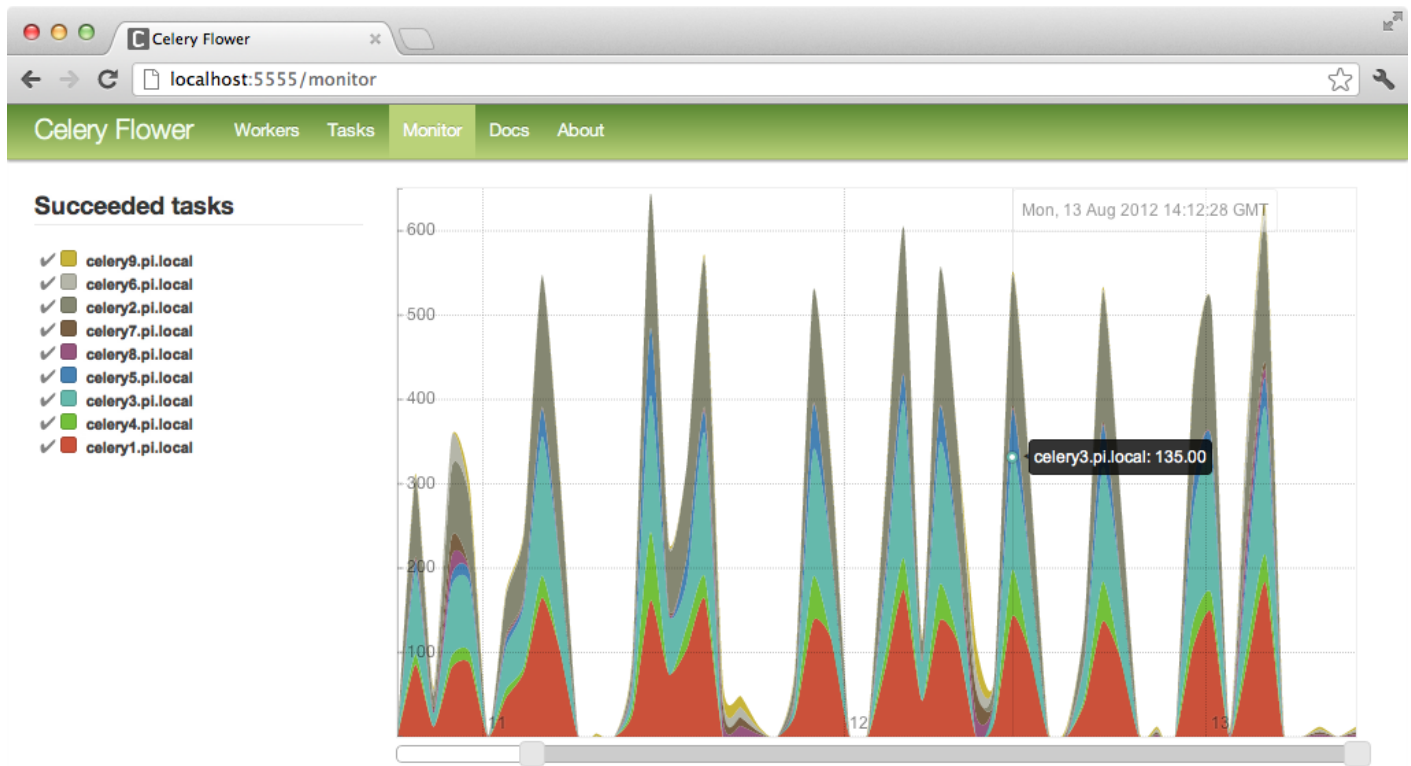 Celery Flower
localhost:5555/monitor
Celery Flower Workers Tasks Monitor Docs About
Succeeded tasks
celery9.pi.local
celery6.pi.local
celery2.pi.local
celery7.pi.local
celery8.pi.local
celery5.pi.local
celery3.pi.local
celery4.pi.local
celery1.pi.local
Mon, 13 Aug 2012 14:12:28 GMT
600
500
400
celery3.pi.local: 135.00
300
200
100
11 12 13